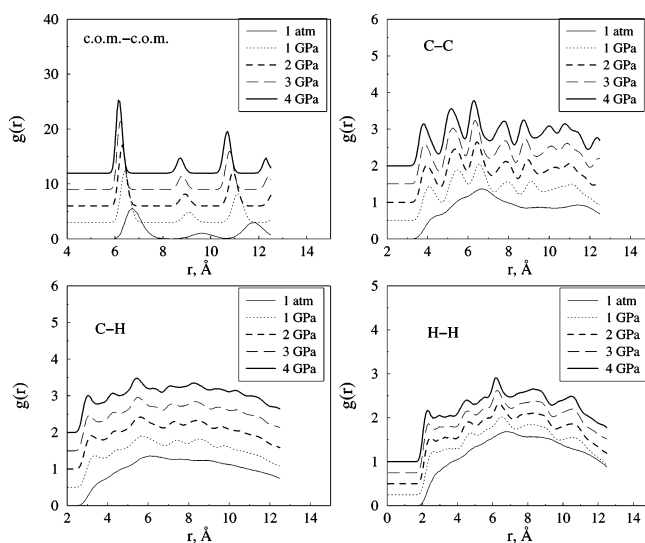 c.o.m.–c.o.m.
1 atm
1 GPa
2 GPa
3 GPa
4 GPa
g(r)
40
30
20
10
0
4 6 8 10 12 14
r, Å
C–C
1 atm
1 GPa
2 GPa
3 GPa
4 GPa
g(r)
6
5
4
3
2
1
0
2 4 6 8 10 12 14
r, Å
C–H
1 atm
1 GPa
2 GPa
3 GPa
4 GPa
g(r)
6
5
4
3
2
1
0
2 4 6 8 10 12 14
r, Å
H–H
1 atm
1 GPa
2 GPa
3 GPa
4 GPa
g(r)
5
4
3
2
1
0
0 2 4 6 8 10 12 14
r, Å